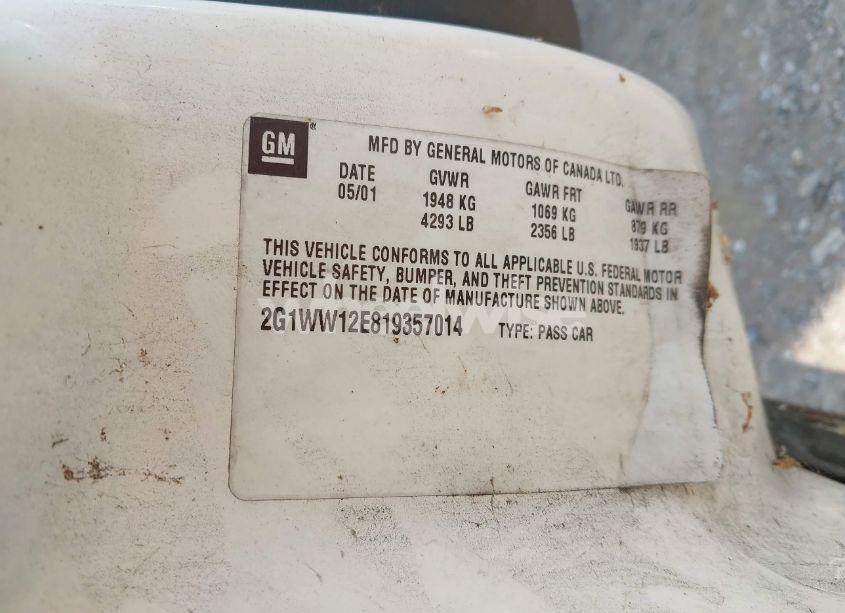 GM
MFD BY GENERAL MOTORS OF CANADA LTD.
DATE GVWR GAWR FRT GAWR RR
05/01 1948 KG 1069 KG 879 KG
4293 LB 2356 LB 1937 LB
THIS VEHICLE CONFORMS TO ALL APPLICABLE U.S. FEDERAL MOTOR
VEHICLE SAFETY, BUMPER, AND THEFT PREVENTION STANDARDS IN
EFFECT ON THE DATE OF MANUFACTURE SHOWN ABOVE.
2G1WW12E819357014 TYPE: PASS CAR